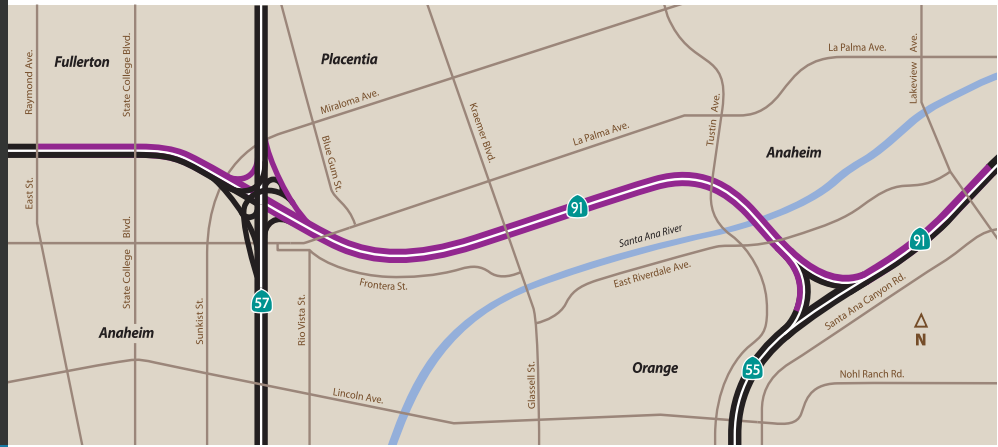 Fullerton
Placentia
Raymond Ave.
State College Blvd.
Miraloma Ave.
La Palma Ave.
Lakeview Ave.
Kraemer Blvd.
Blue Gum St.
La Palma Ave.
Tustin Ave.
Anaheim
East St.
91
State College Blvd.
Santa Ana River
91
East Riverdale Ave.
Frontera St.
57
Sunkist St.
Rio Vista St.
Santa Ana Canyon Rd.
Anaheim
N
Orange
55
Glassell St.
Nohl Ranch Rd.
Lincoln Ave.